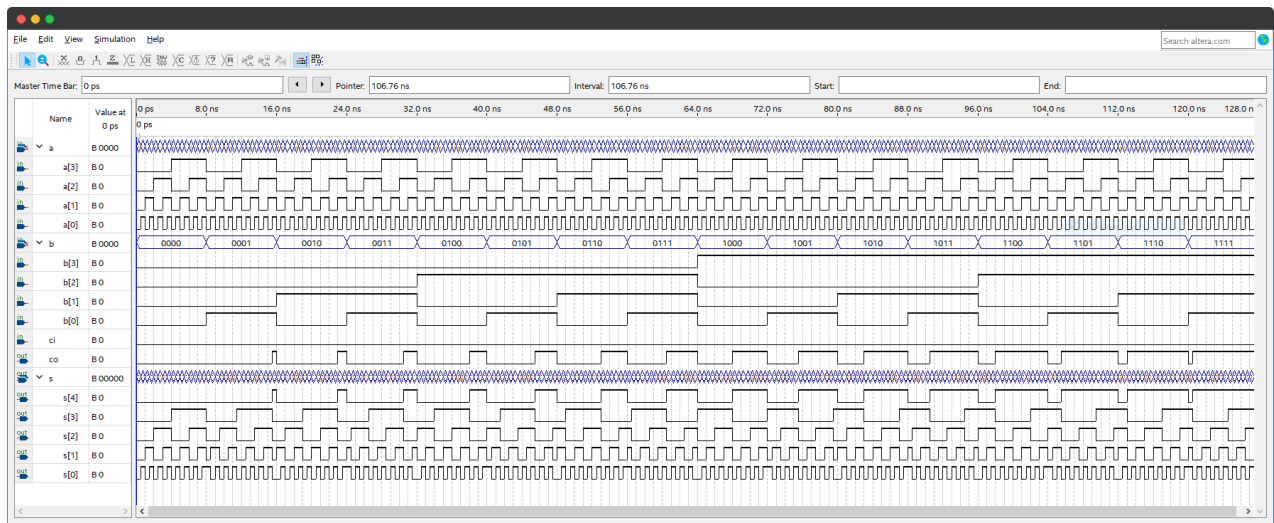 File Edit View Simulation Help
Search altera.com
Master Time Bar: 0 ps Pointer: 106.76 ns Interval: 106.76 ns Start: End:
Name Value at 0 ps
0 ps 8.0 ns 16.0 ns 24.0 ns 32.0 ns 40.0 ns 48.0 ns 56.0 ns 64.0 ns 72.0 ns 80.0 ns 88.0 ns 96.0 ns 104.0 ns 112.0 ns 120.0 ns 128.0 n
0 ps
a B 0000
a[3] B 0
a[2] B 0
a[1] B 0
a[0] B 0
b B 0000 0000 0001 0010 0011 0100 0101 0110 0111 1000 1001 1010 1011 1100 1101 1110 1111
b[3] B 0
b[2] B 0
b[1] B 0
b[0] B 0
ci B 0
co B 0
s B 00000
s[4] B 0
s[3] B 0
s[2] B 0
s[1] B 0
s[0] B 0